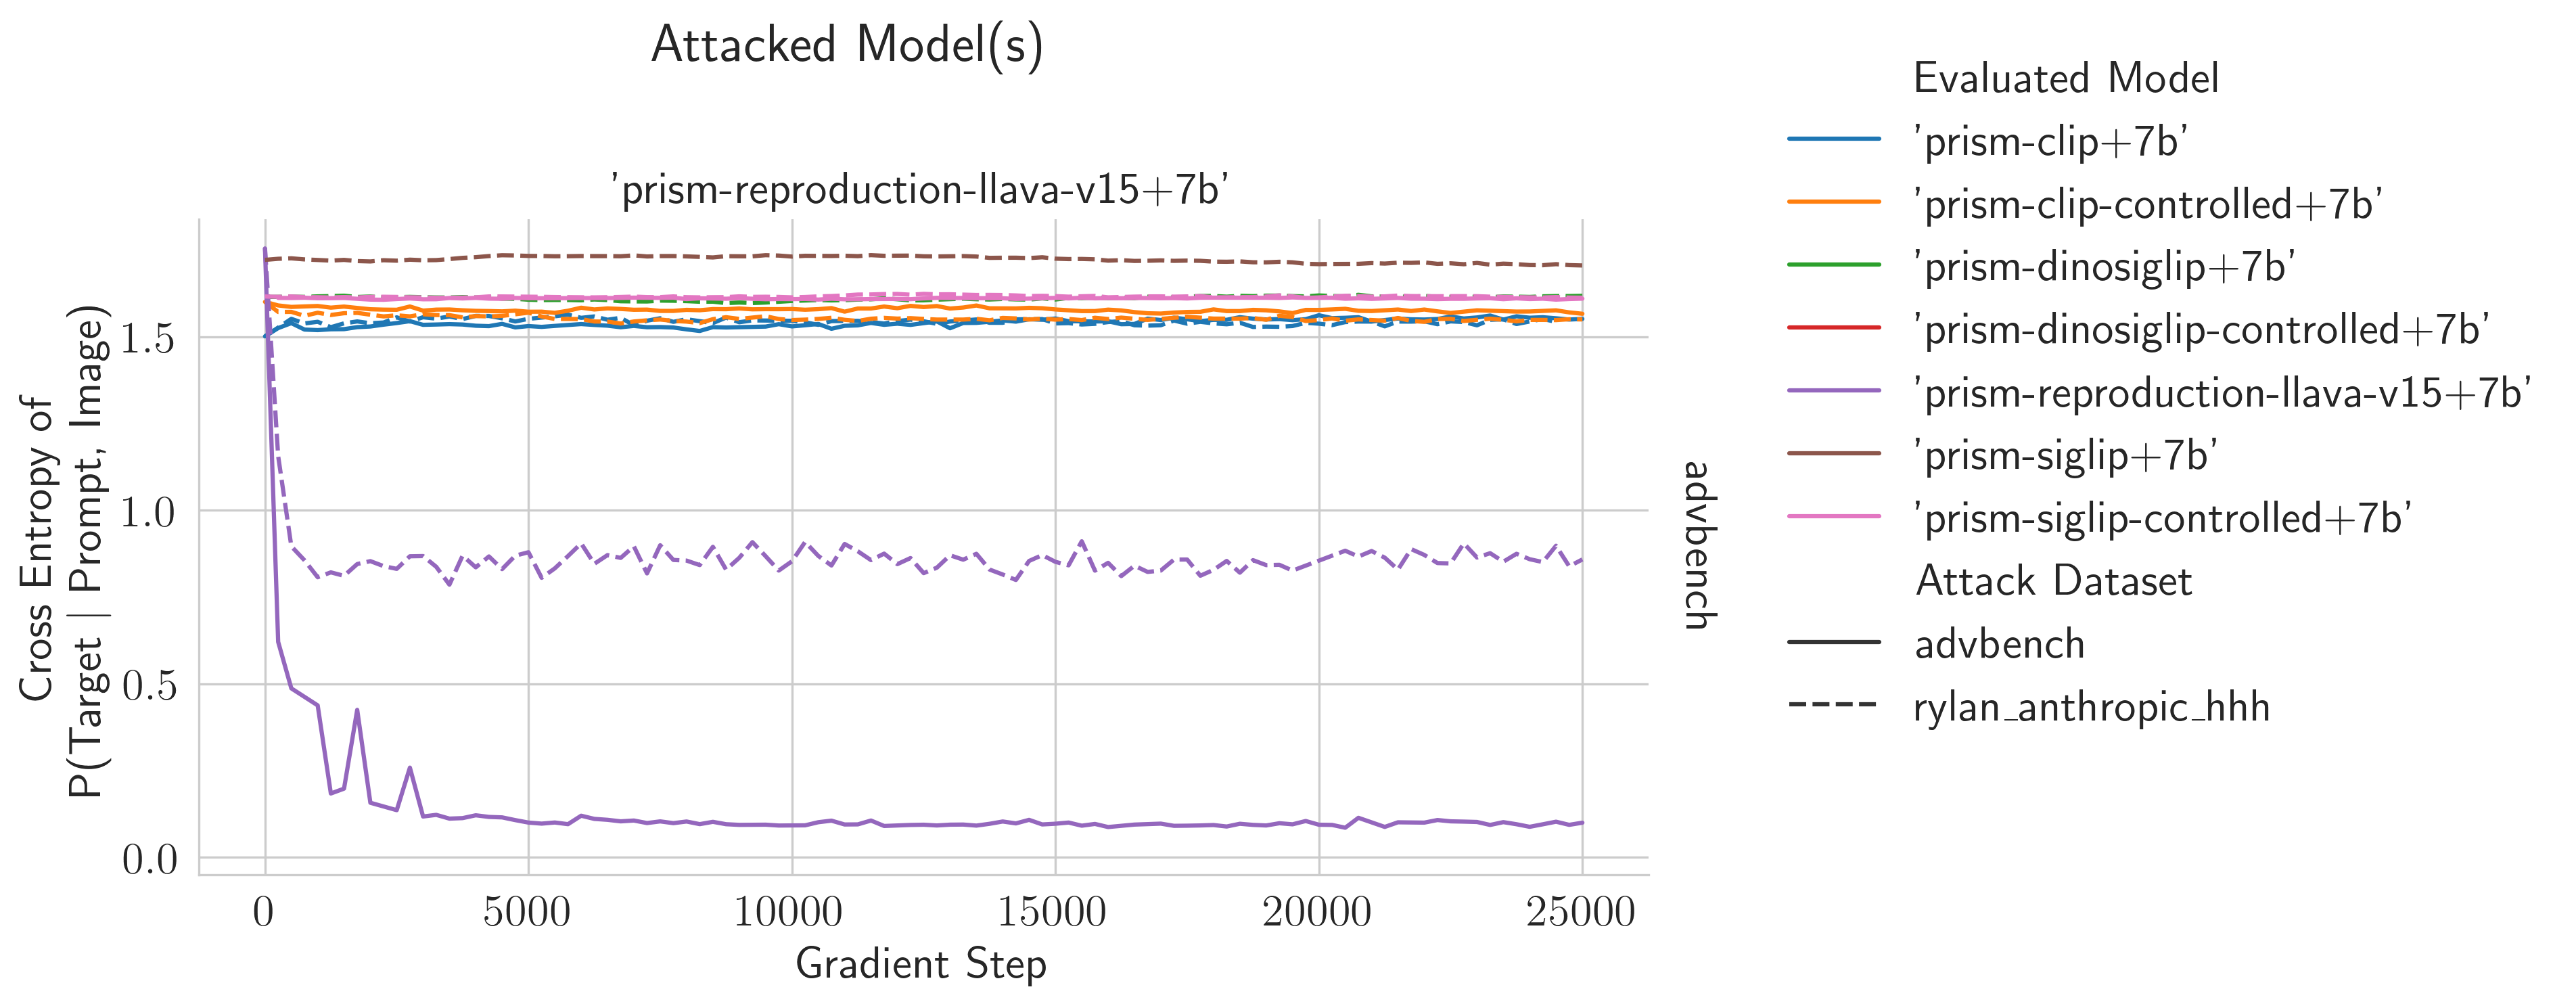 Attacked Model(s)
'prism-reproduction-llava-v15+7b'
Cross Entropy of
P(Target | Prompt, Image)
1.5
1.0
0.5
0.0
0
5000
10000
15000
20000
25000
Gradient Step
advbench
Evaluated Model
'prism-clip+7b'
'prism-clip-controlled+7b'
'prism-dinosiglip+7b'
'prism-dinosiglip-controlled+7b'
'prism-reproduction-llava-v15+7b'
'prism-siglip+7b'
'prism-siglip-controlled+7b'
Attack Dataset
advbench
rylan_anthropic_hhh